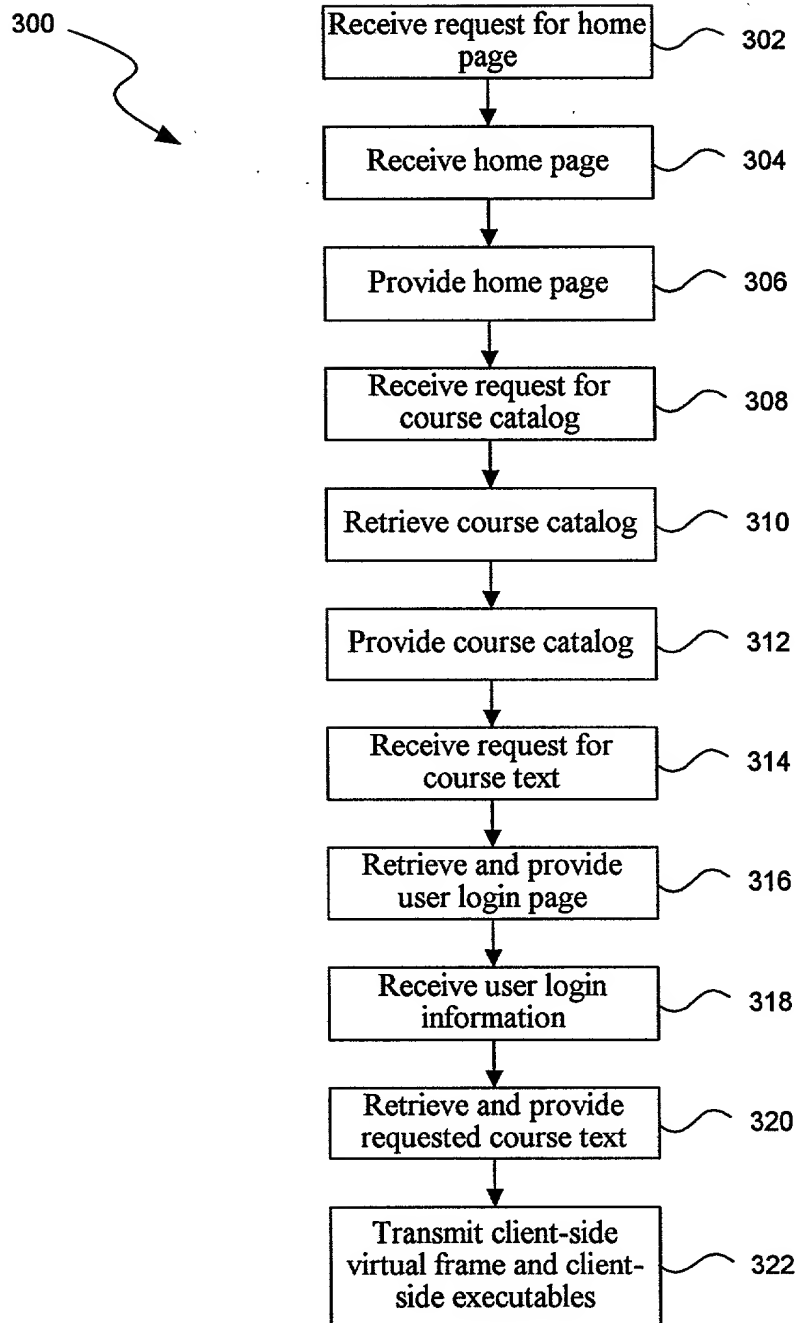 300
Receive request for home
page
302
Receive home page
304
Provide home page
306
Receive request for
course catalog
308
Retrieve course catalog
310
Provide course catalog
312
Receive request for
course text
314
Retrieve and provide
user login page
316
Receive user login
information
318
Retrieve and provide
requested course text
320
Transmit client-side
virtual frame and client-
side executables
322